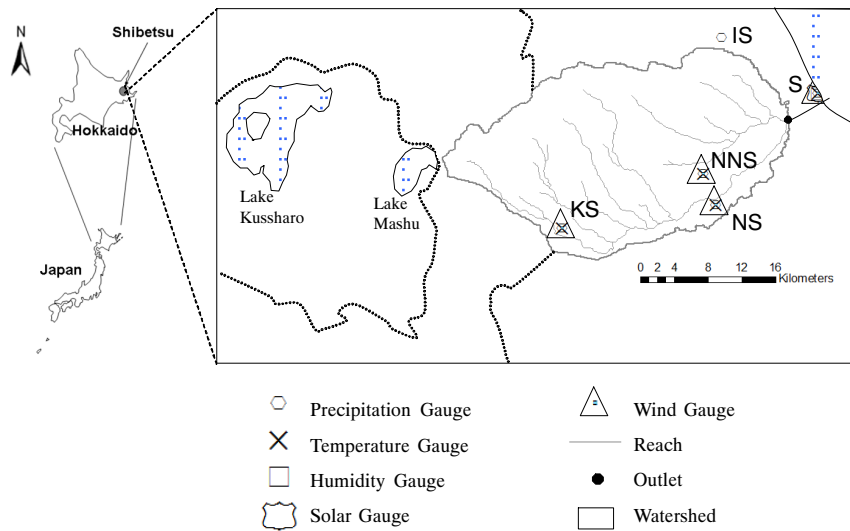 N
Shibetsu
Hokkaido
Japan
IS
S
NNS
NS
KS
Lake
Kussharo
Lake
Mashu
0 2 4 8 12 16
Kilometers
Precipitation Gauge
Temperature Gauge
Humidity Gauge
Solar Gauge
Wind Gauge
Reach
Outlet
Watershed